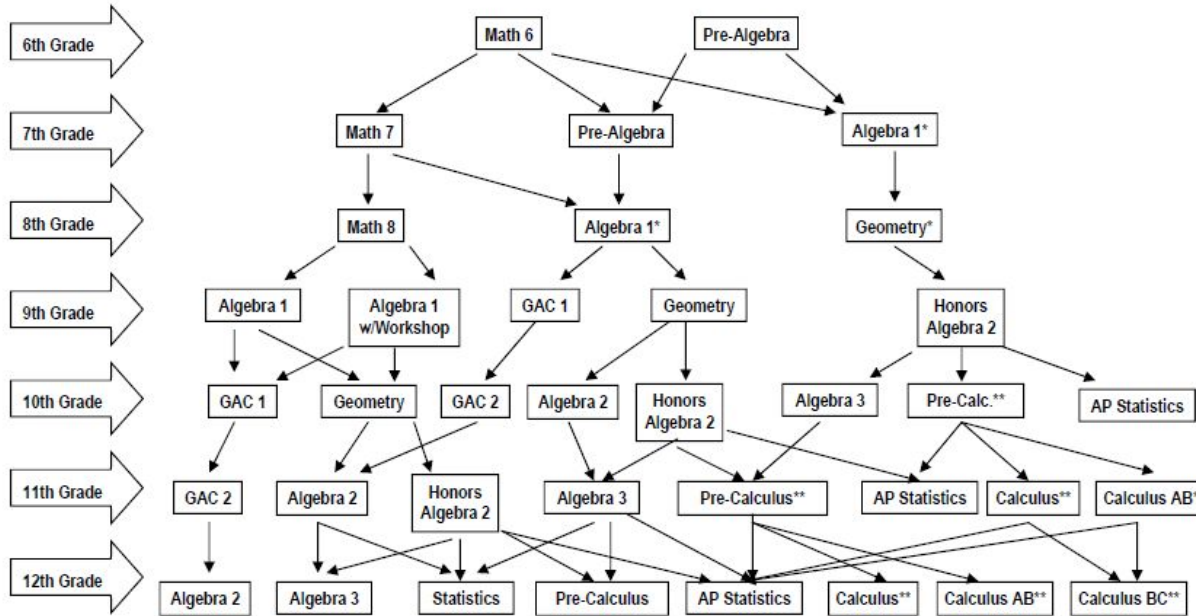 6th Grade
Math 6
Pre-Algebra
7th Grade
Math 7
Pre-Algebra
Algebra 1*
8th Grade
Math 8
Algebra 1*
Geometry*
9th Grade
Algebra 1
Algebra 1
w/Workshop
GAC 1
Geometry
Honors
Algebra 2
10th Grade
GAC 1
Geometry
GAC 2
Algebra 2
Honors
Algebra 2
Algebra 3
Pre-Calc.**
AP Statistics
11th Grade
GAC 2
Algebra 2
Honors
Algebra 2
Algebra 3
Pre-Calculus**
AP Statistics
Calculus**
Calculus AB*
12th Grade
Algebra 2
Algebra 3
Statistics
Pre-Calculus
AP Statistics
Calculus**
Calculus AB**
Calculus BC**